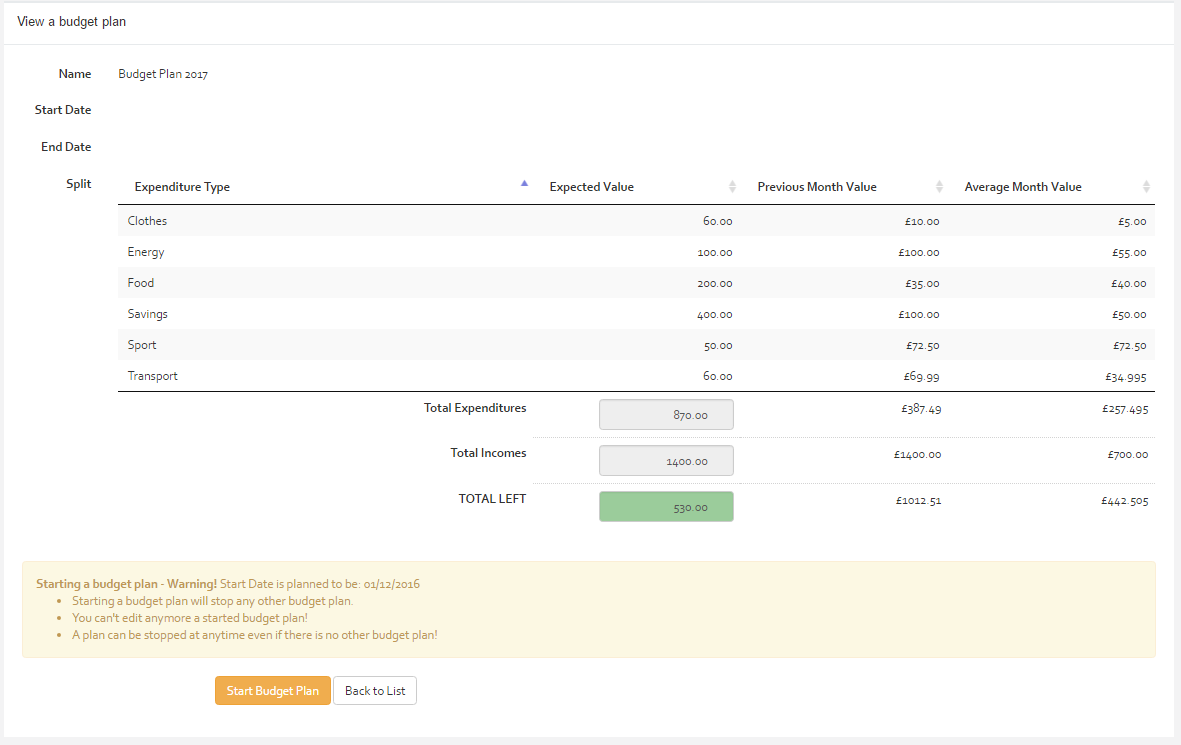 View a budget plan
Name Budget Plan 2017
Start Date
End Date
Split
Expenditure Type Expected Value Previous Month Value Average Month Value
Clothes 60.00 £10.00 £5.00
Energy 100.00 £100.00 £55.00
Food 200.00 £35.00 £40.00
Savings 400.00 £100.00 £50.00
Sport 50.00 £72.50 £72.50
Transport 60.00 £69.99 £34.995
Total Expenditures 870.00 £387.49 £257.495
Total Incomes 1400.00 £1400.00 £700.00
TOTAL LEFT 530.00 £1012.51 £442.505
Starting a budget plan - Warning! Start Date is planned to be: 01/12/2016
• Starting a budget plan will stop any other budget plan.
• You can't edit anymore a started budget plan!
• A plan can be stopped at anytime even if there is no other budget plan!
Start Budget Plan Back to List